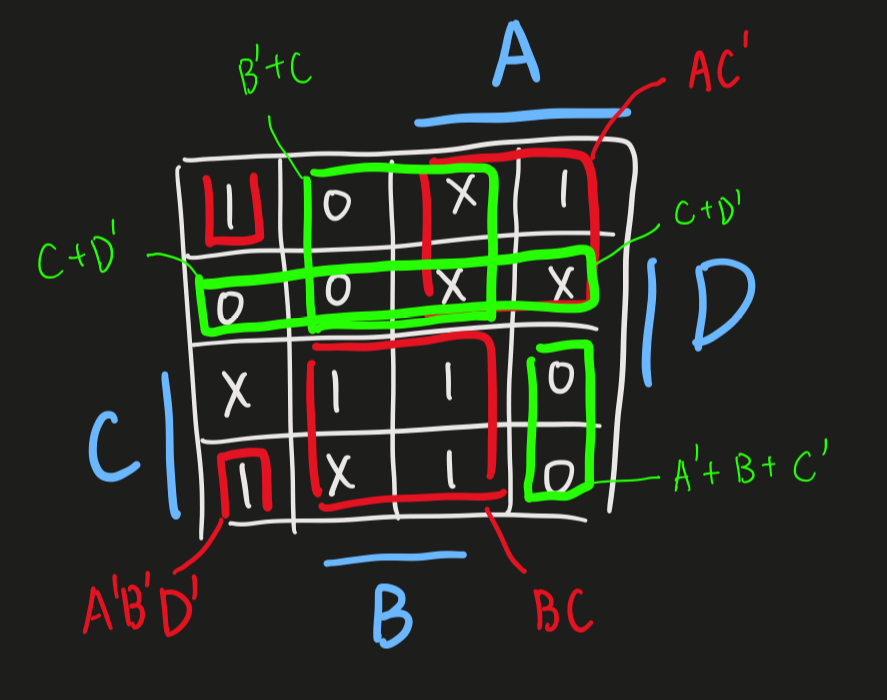 A
B'+C
AC'
1 0 X 1
C+D'
C+D'
0 0 X X
D
X 1 1 0
C
1 X 1 0
A'+B+C'
A'B'D'
B
BC